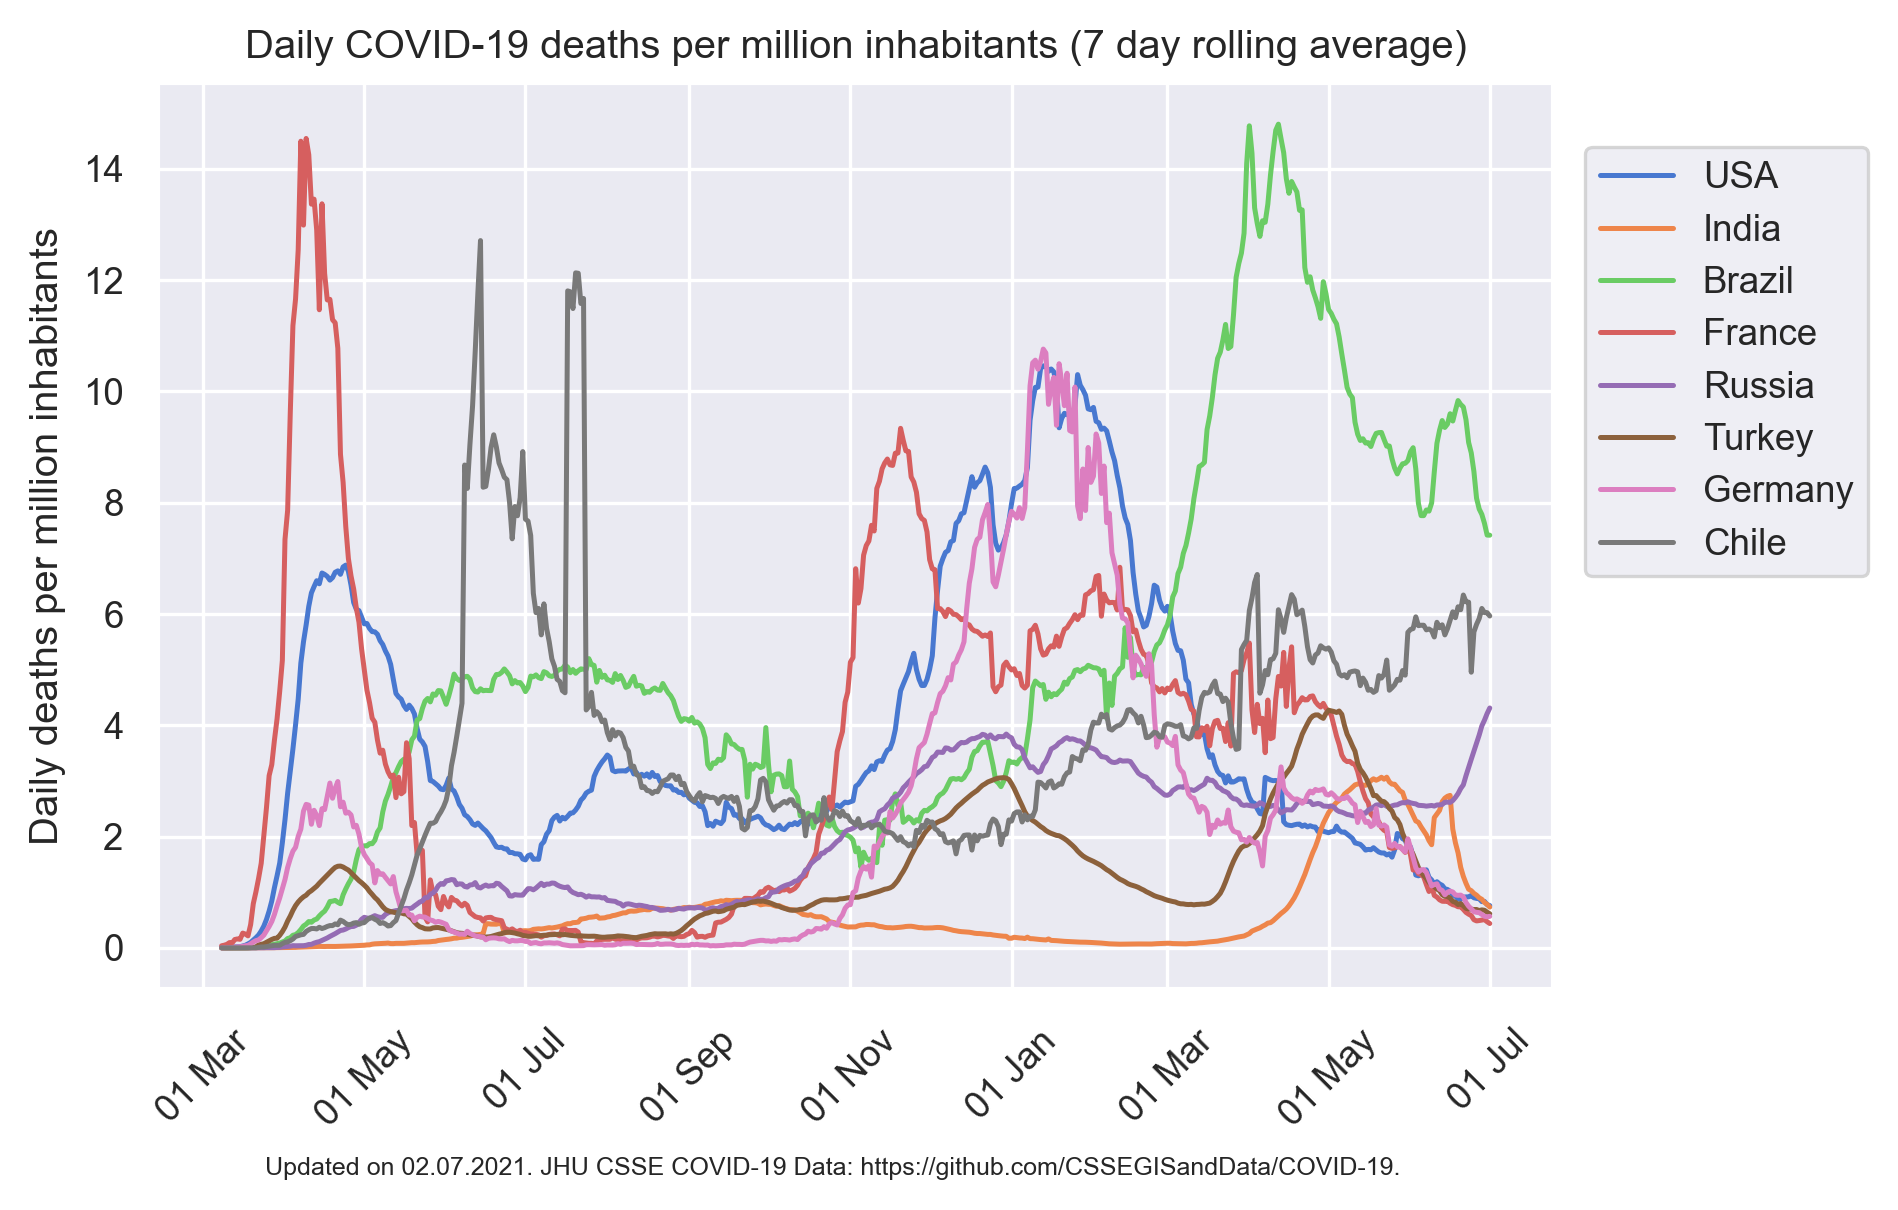 Daily COVID-19 deaths per million inhabitants (7 day rolling average)
Daily deaths per million inhabitants
14
12
10
8
6
4
2
0
01 Mar
01 May
01 Jul
01 Sep
01 Nov
01 Jan
01 Mar
01 May
01 Jul
USA
India
Brazil
France
Russia
Turkey
Germany
Chile
Updated on 02.07.2021. JHU CSSE COVID-19 Data: https://github.com/CSSEGISandData/COVID-19.